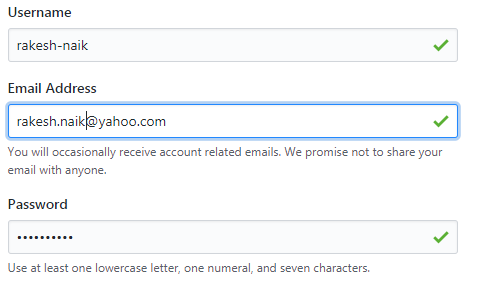 Username
rakesh-naik
Email Address
rakesh.naik@yahoo.com
You will occasionally receive account related emails. We promise not to share your
email with anyone.
Password
••••••••••
Use at least one lowercase letter, one numeral, and seven characters.